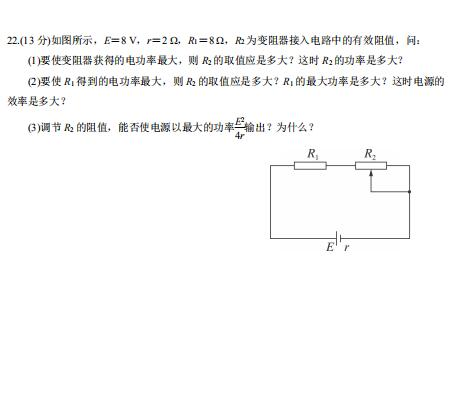 22.(13 分)如图所示，E＝8 V，r＝2 Ω，R₁＝8 Ω，R₂为变阻器接入电路中的有效阻值，问：
(1)要使变阻器获得的电功率最大，则 R₂的取值应是多大？这时 R₂的功率是多大？
(2)要使 R₁得到的电功率最大，则 R₂ 的取值应是多大？R₁的最大功率是多大？这时电源的
效率是多大？
(3)调节 R₂ 的阻值，能否使电源以最大的功率E²/4r输出？为什么？
R₁ R₂
E r